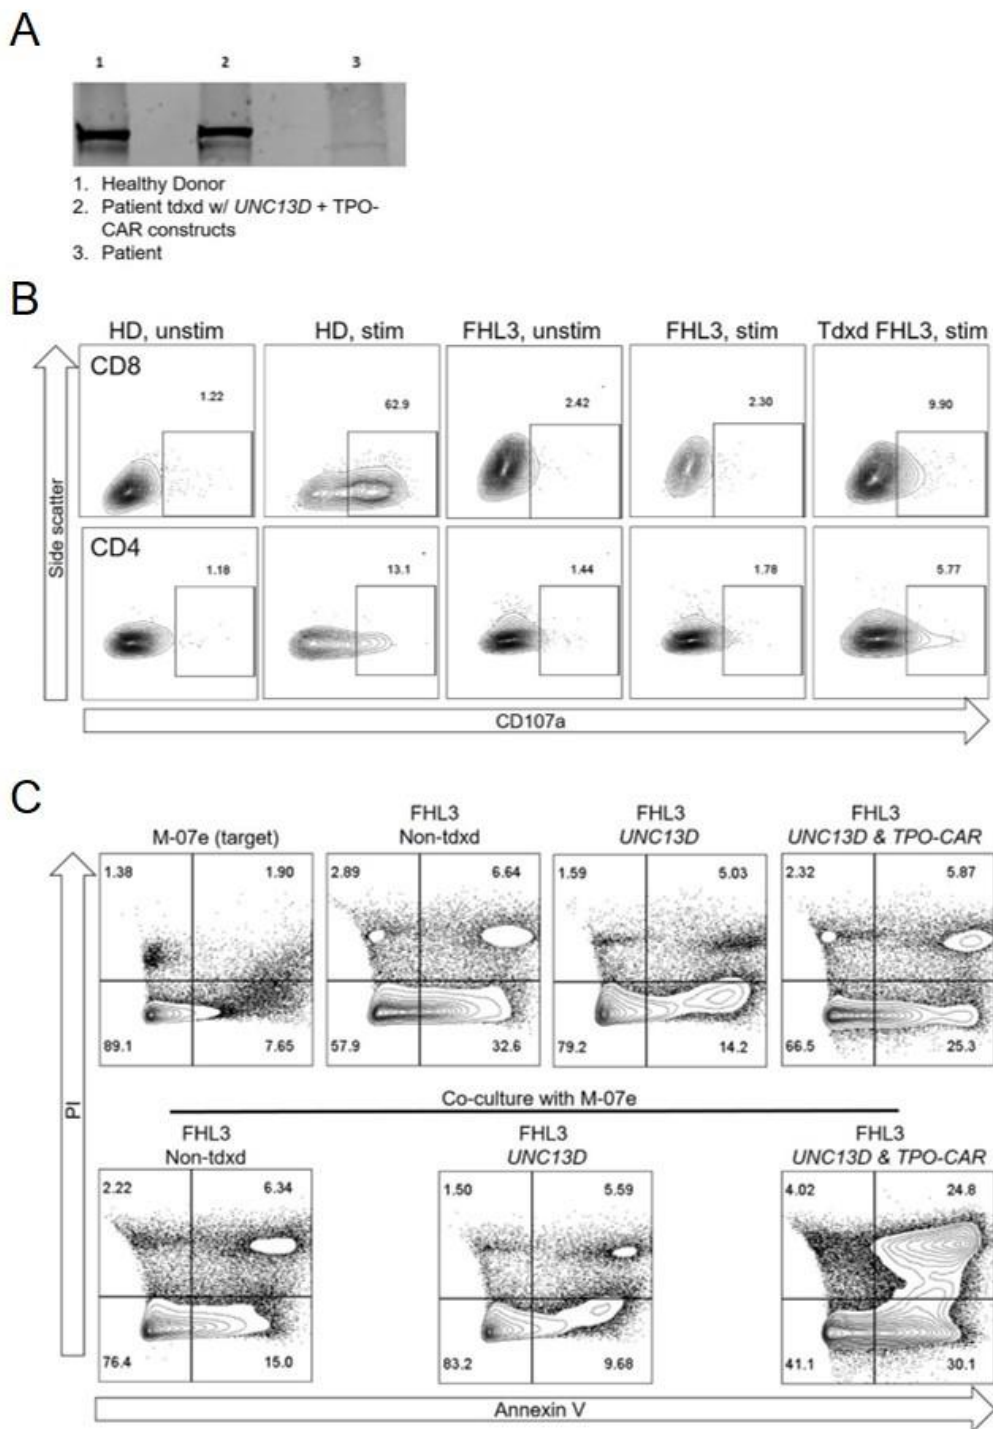 A
1 2 3
1. Healthy Donor
2. Patient tdxd w/ UNC13D + TPO-
CAR constructs
3. Patient
B
HD, unstim HD, stim FHL3, unstim FHL3, stim Tdxd FHL3, stim
CD8
1.22 62.9 2.42 2.30 9.90
CD4
1.18 13.1 1.44 1.78 5.77
Side scatter
CD107a
C
M-07e (target)
FHL3
Non-tdxd
FHL3
UNC13D
FHL3
UNC13D & TPO-CAR
1.38 1.90 2.89 6.64 1.59 5.03 2.32 5.87
89.1 7.65 57.9 32.6 79.2 14.2 66.5 25.3
PI
Co-culture with M-07e
FHL3
Non-tdxd
FHL3
UNC13D
FHL3
UNC13D & TPO-CAR
2.22 6.34 1.50 5.59 4.02 24.8
76.4 15.0 83.2 9.68 41.1 30.1
Annexin V